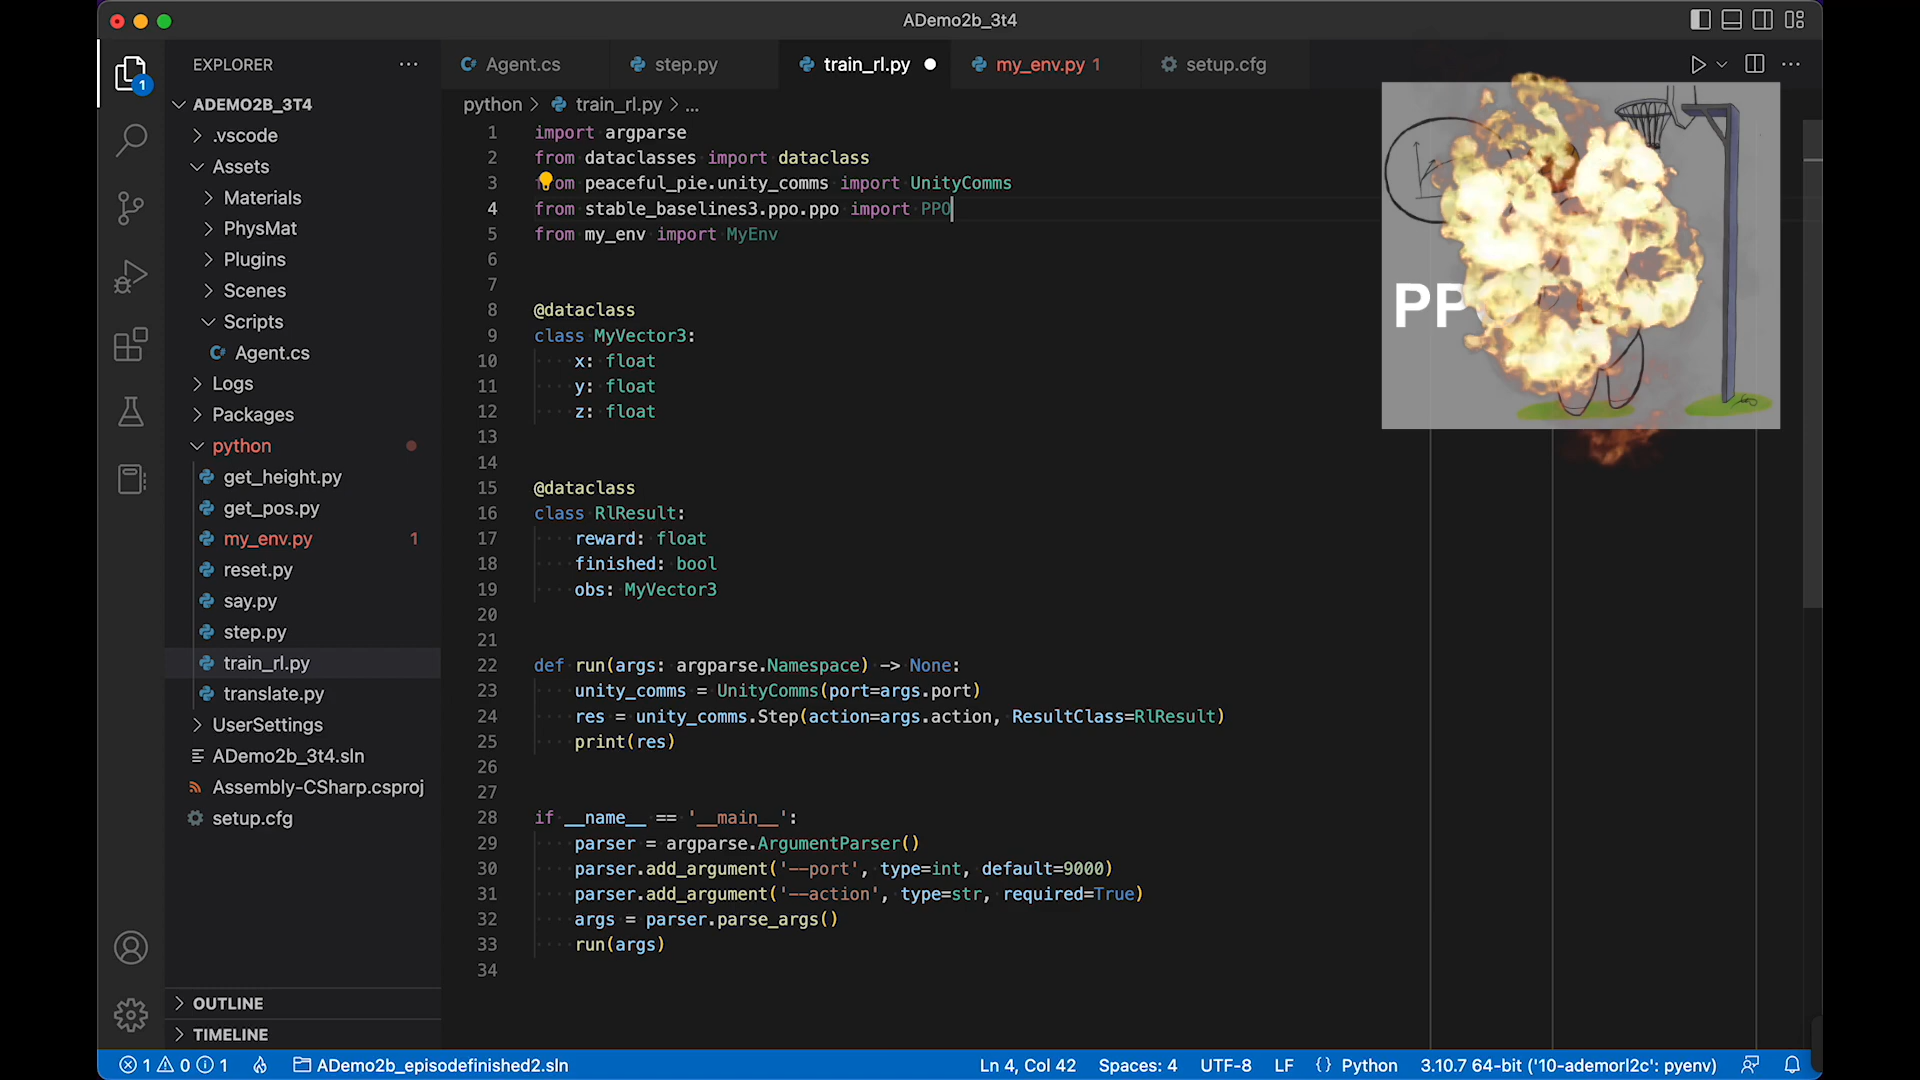 ADemo2b_3t4
EXPLORER
Agent.cs
step.py
train_rl.py
my_env.py 1
setup.cfg
1
ADEMO2B_3T4
.vscode
Assets
Materials
PhysMat
Plugins
Scenes
Scripts
Agent.cs
Logs
Packages
python
get_height.py
get_pos.py
my_env.py 1
reset.py
say.py
step.py
train_rl.py
translate.py
UserSettings
ADemo2b_3t4.sln
Assembly-CSharp.csproj
setup.cfg
OUTLINE
TIMELINE
python > train_rl.py > ...
1 import argparse
2 from dataclasses import dataclass
3 from peaceful_pie.unity_comms import UnityComms
4 from stable_baselines3.ppo.ppo import PPO
5 from my_env import MyEnv
6
7
8 @dataclass
9 class MyVector3:
10 x: float
11 y: float
12 z: float
13
14
15 @dataclass
16 class RlResult:
17 reward: float
18 finished: bool
19 obs: MyVector3
20
21
22 def run(args: argparse.Namespace) -> None:
23 unity_comms = UnityComms(port=args.port)
24 res = unity_comms.Step(action=args.action, ResultClass=RlResult)
25 print(res)
26
27
28 if __name__ == '__main__':
29 parser = argparse.ArgumentParser()
30 parser.add_argument('--port', type=int, default=9000)
31 parser.add_argument('--action', type=str, required=True)
32 args = parser.parse_args()
33 run(args)
34
1 0 1 ADemo2b_episodefinished2.sln
Ln 4, Col 42 Spaces: 4 UTF-8 LF {} Python 3.10.7 64-bit ('10-ademorl2c': pyenv)